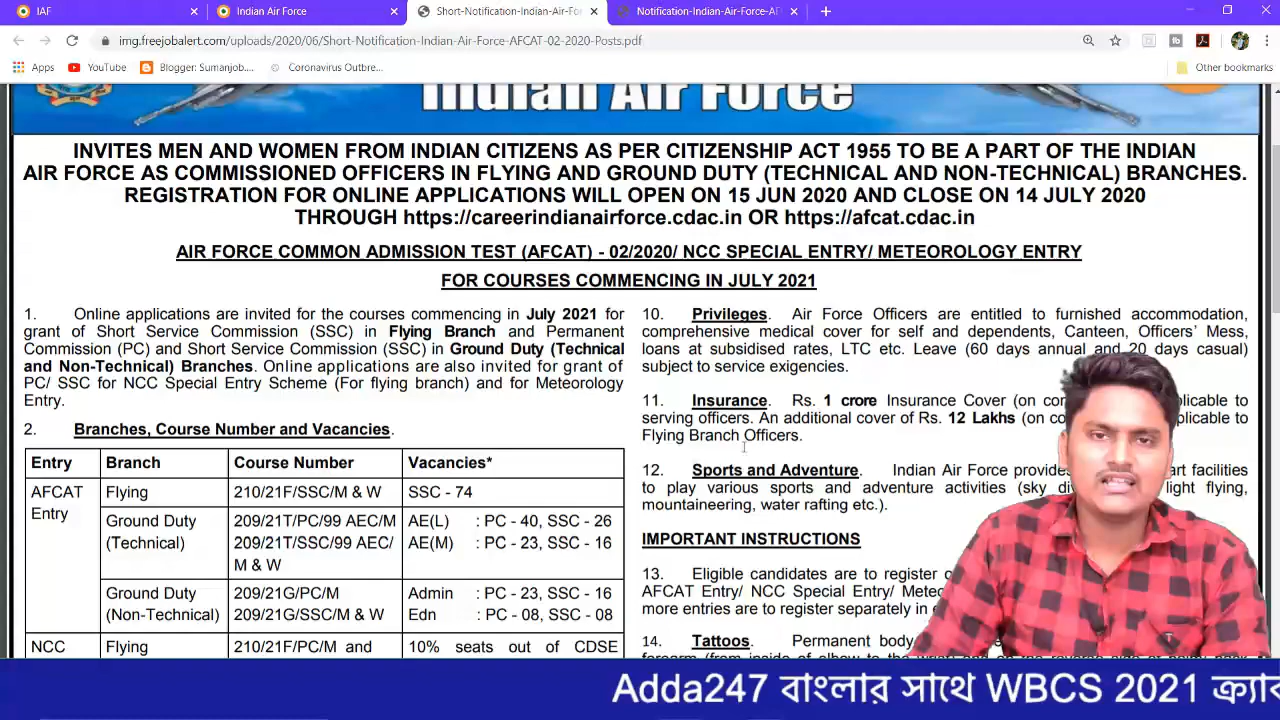 IAF
Indian Air Force
Short-Notification-Indian-Air-For
Notification-Indian-Air-Force-AF
img.freejobalert.com/uploads/2020/06/Short-Notification-Indian-Air-Force-AFCAT-02-2020-Posts.pdf
Apps
YouTube
Blogger: Sumanjob....
Coronavirus Outbre...
Other bookmarks
Indian Air Force
INVITES MEN AND WOMEN FROM INDIAN CITIZENS AS PER CITIZENSHIP ACT 1955 TO BE A PART OF THE INDIAN
AIR FORCE AS COMMISSIONED OFFICERS IN FLYING AND GROUND DUTY (TECHNICAL AND NON-TECHNICAL) BRANCHES.
REGISTRATION FOR ONLINE APPLICATIONS WILL OPEN ON 15 JUN 2020 AND CLOSE ON 14 JULY 2020
THROUGH https://careerindianairforce.cdac.in OR https://afcat.cdac.in
AIR FORCE COMMON ADMISSION TEST (AFCAT) - 02/2020/ NCC SPECIAL ENTRY/ METEOROLOGY ENTRY
FOR COURSES COMMENCING IN JULY 2021
1. Online applications are invited for the courses commencing in July 2021 for
grant of Short Service Commission (SSC) in Flying Branch and Permanent
Commission (PC) and Short Service Commission (SSC) in Ground Duty (Technical
and Non-Technical) Branches. Online applications are also invited for grant of
PC/ SSC for NCC Special Entry Scheme (For flying branch) and for Meteorology
Entry.
2. Branches, Course Number and Vacancies.
Entry Branch Course Number Vacancies*
AFCAT Flying 210/21F/SSC/M & W SSC - 74
Entry
Ground Duty 209/21T/PC/99 AEC/M AE(L) : PC - 40, SSC - 26
(Technical) 209/21T/SSC/99 AEC/ AE(M) : PC - 23, SSC - 16
M & W
Ground Duty 209/21G/PC/M Admin : PC - 23, SSC - 16
(Non-Technical) 209/21G/SSC/M & W Edn : PC - 08, SSC - 08
NCC Flying 210/21F/PC/M and 10% seats out of CDSE
10. Privileges. Air Force Officers are entitled to furnished accommodation,
comprehensive medical cover for self and dependents, Canteen, Officers' Mess,
loans at subsidised rates, LTC etc. Leave (60 days annual and 20 days casual)
subject to service exigencies.
11. Insurance. Rs. 1 crore Insurance Cover (on con plicable to
serving officers. An additional cover of Rs. 12 Lakhs (on co plicable to
Flying Branch Officers.
12. Sports and Adventure. Indian Air Force provides art facilities
to play various sports and adventure activities (sky di light flying,
mountaineering, water rafting etc.).
IMPORTANT INSTRUCTIONS
13. Eligible candidates are to register o
AFCAT Entry/ NCC Special Entry/ Meteo
more entries are to register separately in e
14. Tattoos. Permanent body
Adda247 বাংলার সাথে WBCS 2021 ক্র্যাক